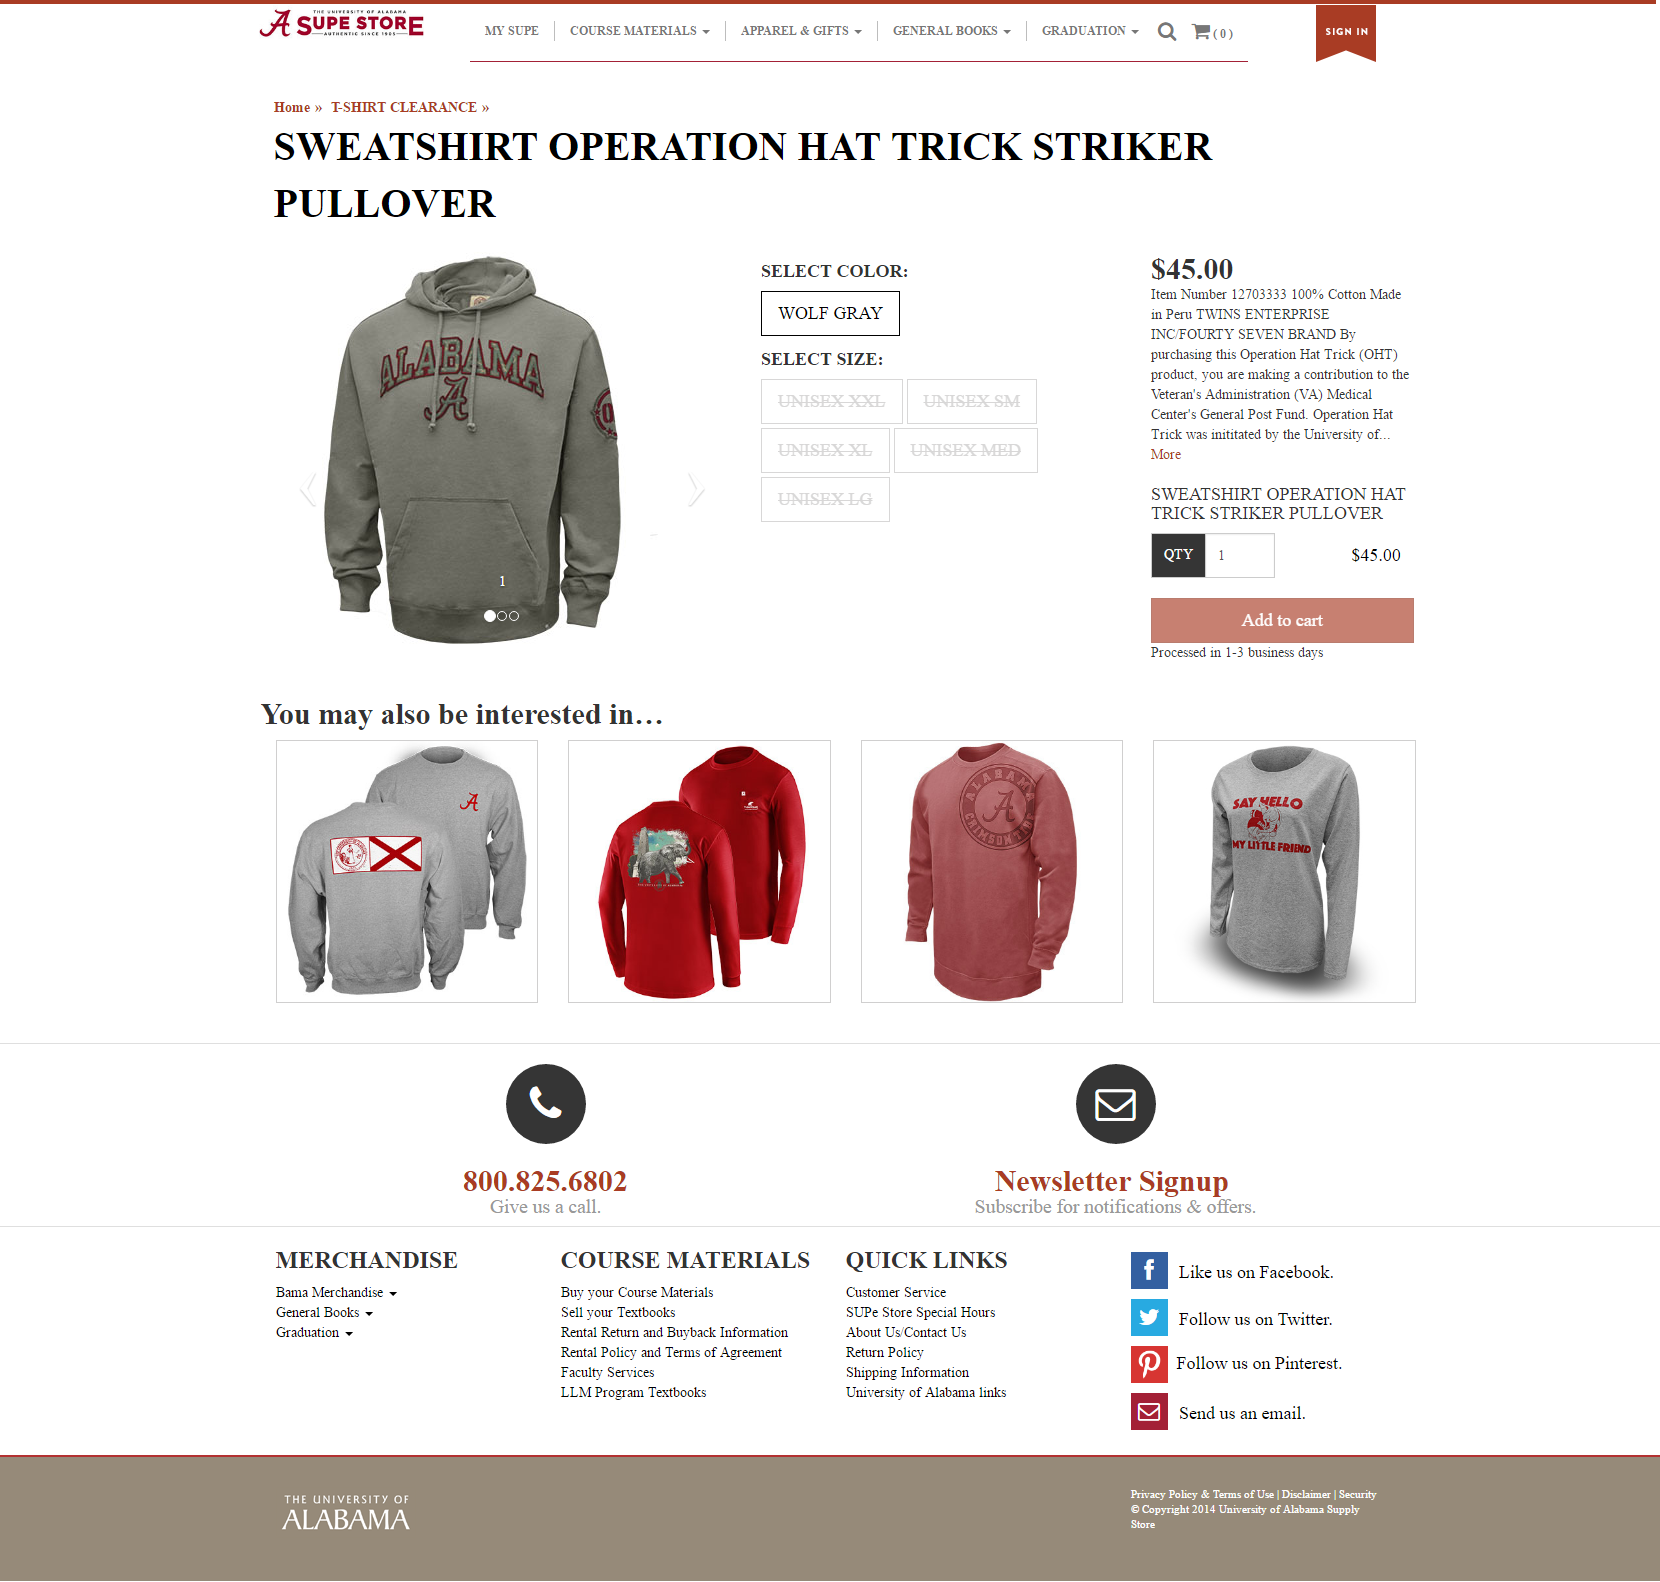 THE UNIVERSITY OF ALABAMA
A SUPE STORE
AUTHENTIC SINCE 1905
MY SUPE
COURSE MATERIALS
APPAREL & GIFTS
GENERAL BOOKS
GRADUATION
( 0 )
SIGN IN
Home » T-SHIRT CLEARANCE »
SWEATSHIRT OPERATION HAT TRICK STRIKER
PULLOVER
ALABAMA
A
1
SELECT COLOR:
WOLF GRAY
SELECT SIZE:
UNISEX XXL
UNISEX SM
UNISEX XL
UNISEX MED
UNISEX LG
$45.00
Item Number 12703333 100% Cotton Made
in Peru TWINS ENTERPRISE
INC/FOURTY SEVEN BRAND By
purchasing this Operation Hat Trick (OHT)
product, you are making a contribution to the
Veteran's Administration (VA) Medical
Center's General Post Fund. Operation Hat
Trick was inititated by the University of...
More
SWEATSHIRT OPERATION HAT
TRICK STRIKER PULLOVER
QTY
1
$45.00
Add to cart
Processed in 1-3 business days
You may also be interested in…
A
ALABAMA
A
CRIMSON TIDE
SAY HELLO
MY LITTLE FRIEND
800.825.6802
Give us a call.
Newsletter Signup
Subscribe for notifications & offers.
MERCHANDISE
Bama Merchandise
General Books
Graduation
COURSE MATERIALS
Buy your Course Materials
Sell your Textbooks
Rental Return and Buyback Information
Rental Policy and Terms of Agreement
Faculty Services
LLM Program Textbooks
QUICK LINKS
Customer Service
SUPe Store Special Hours
About Us/Contact Us
Return Policy
Shipping Information
University of Alabama links
Like us on Facebook.
Follow us on Twitter.
Follow us on Pinterest.
Send us an email.
THE UNIVERSITY OF
ALABAMA
Privacy Policy & Terms of Use | Disclaimer | Security
© Copyright 2014 University of Alabama Supply
Store